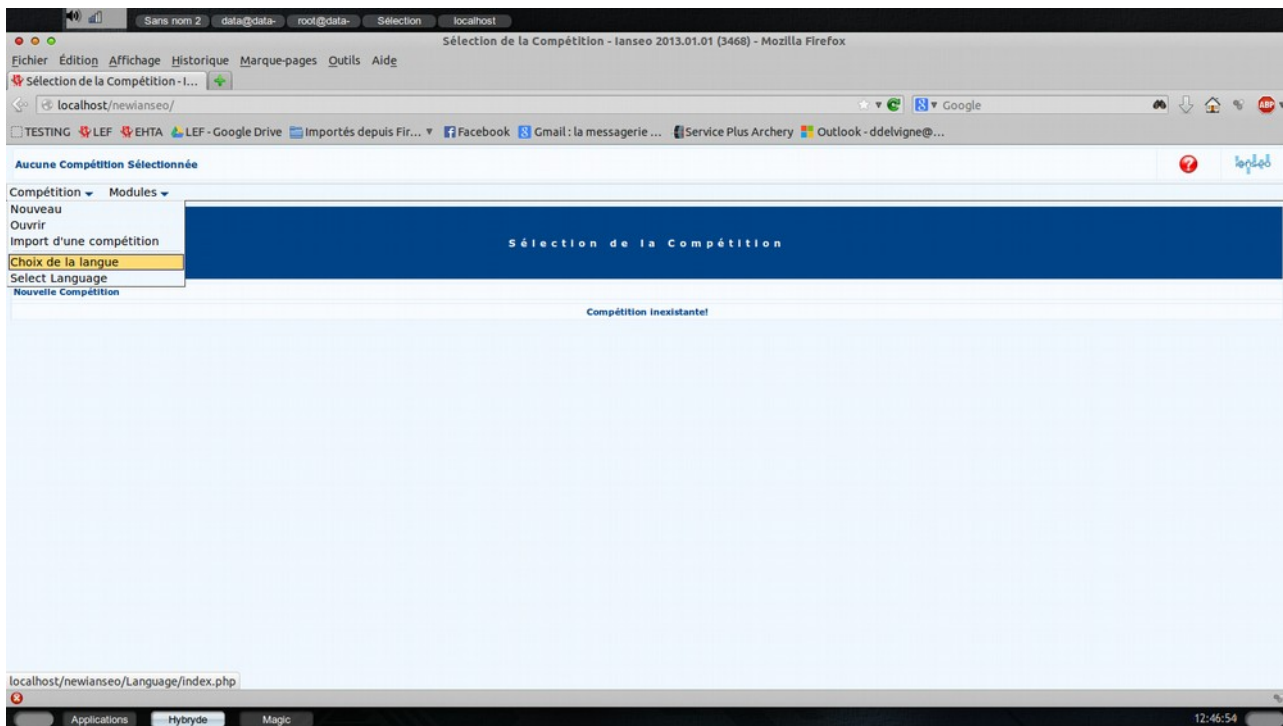 Sans nom 2 data@data- root@data- Sélection localhost
Sélection de la Compétition - Ianseo 2013.01.01 (3468) - Mozilla Firefox
Fichier Édition Affichage Historique Marque-pages Outils Aide
Sélection de la Compétition - I...
localhost/newianseo/ Google ABP
TESTING LEF EHTA LEF - Google Drive Importés depuis Fir... Facebook Gmail : la messagerie ... Service Plus Archery Outlook - ddelvigne@...
Aucune Compétition Sélectionnée ? ianseo
Compétition Modules
Nouveau
Ouvrir
Import d'une compétition
Sélection de la Compétition
Choix de la langue
Select Language
Nouvelle Compétition
Compétition inexistante!
localhost/newianseo/Language/index.php
Applications Hybryde Magic 12:46:54